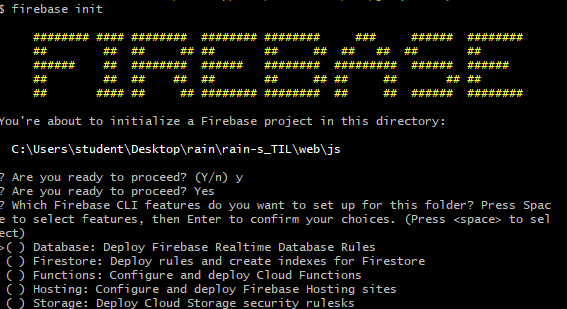 $ firebase init
FIREBASE
You're about to initialize a Firebase project in this directory:
C:\Users\student\Desktop\rain\rain-s_TIL\web\js
? Are you ready to proceed? (Y/n) y
? Are you ready to proceed? Yes
? Which Firebase CLI features do you want to set up for this folder? Press Spac
e to select features, then Enter to confirm your choices. (Press <space> to sel
ect)
>( ) Database: Deploy Firebase Realtime Database Rules
( ) Firestore: Deploy rules and create indexes for Firestore
( ) Functions: Configure and deploy Cloud Functions
( ) Hosting: Configure and deploy Firebase Hosting sites
( ) Storage: Deploy Cloud Storage security rulesks